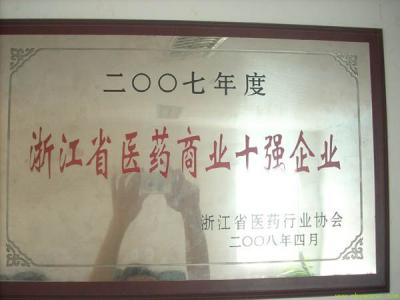 二〇〇七年度
浙江省医药商业十强企业
浙江省医药行业协会
二〇〇八年四月